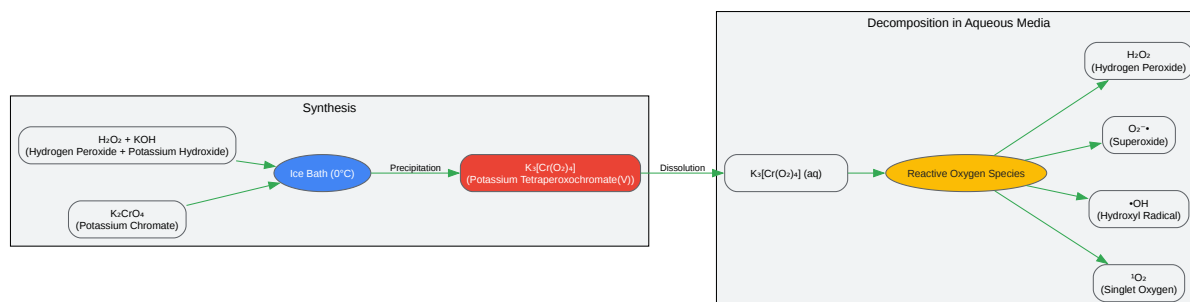 Synthesis
H₂O₂ + KOH
(Hydrogen Peroxide + Potassium Hydroxide)
K₂CrO₄
(Potassium Chromate)
Ice Bath (0°C)
Precipitation
K₃[Cr(O₂)₄]
(Potassium Tetraperoxochromate(V))
Dissolution
Decomposition in Aqueous Media
K₃[Cr(O₂)₄] (aq)
Reactive Oxygen Species
H₂O₂
(Hydrogen Peroxide)
O₂⁻•
(Superoxide)
•OH
(Hydroxyl Radical)
¹O₂
(Singlet Oxygen)